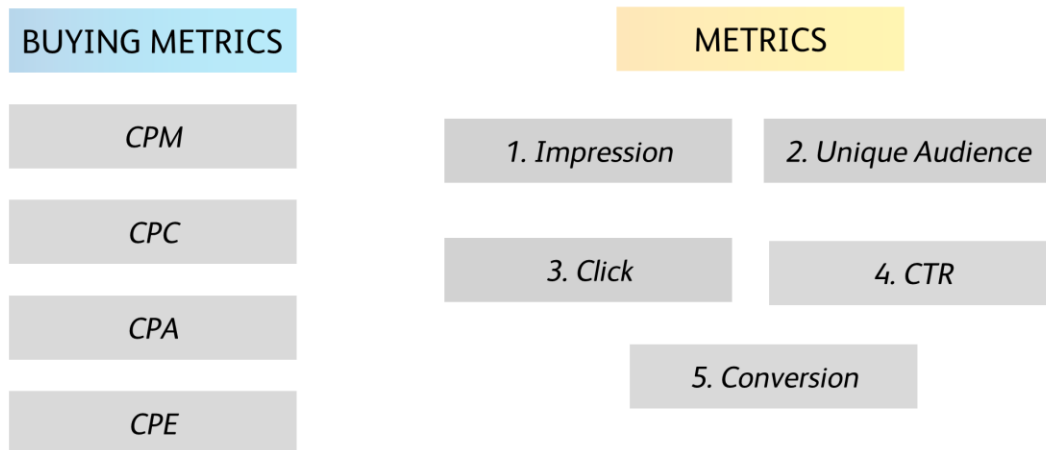 BUYING METRICS
CPM
CPC
CPA
CPE
METRICS
1. Impression
2. Unique Audience
3. Click
4. CTR
5. Conversion